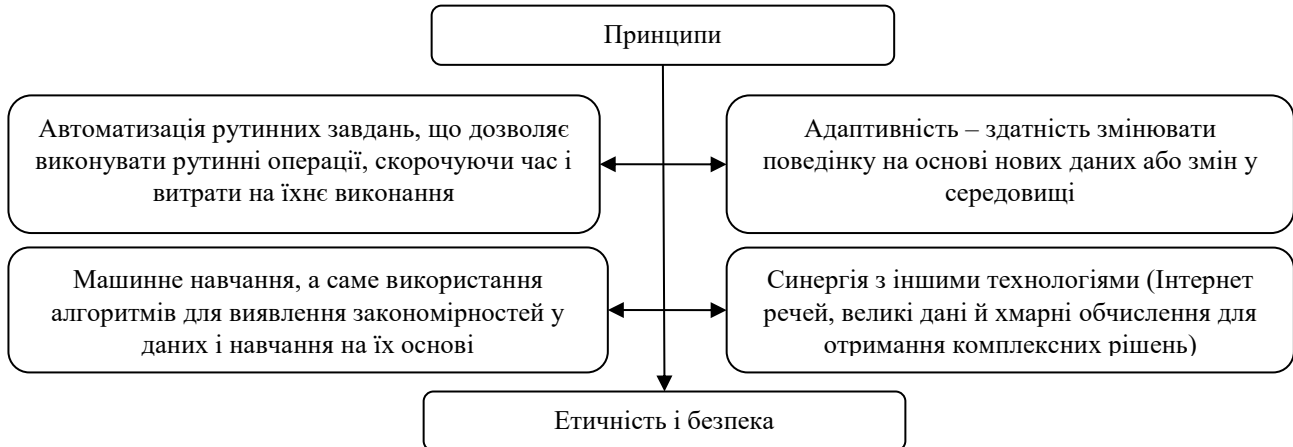 Принципи
Автоматизація рутинних завдань, що дозволяє
виконувати рутинні операції, скорочуючи час і
витрати на їхнє виконання
Адаптивність – здатність змінювати
поведінку на основі нових даних або змін у
середовищі
Машинне навчання, а саме використання
алгоритмів для виявлення закономірностей у
даних і навчання на їх основі
Синергія з іншими технологіями (Інтернет
речей, великі дані й хмарні обчислення для
отримання комплексних рішень)
Етичність і безпека